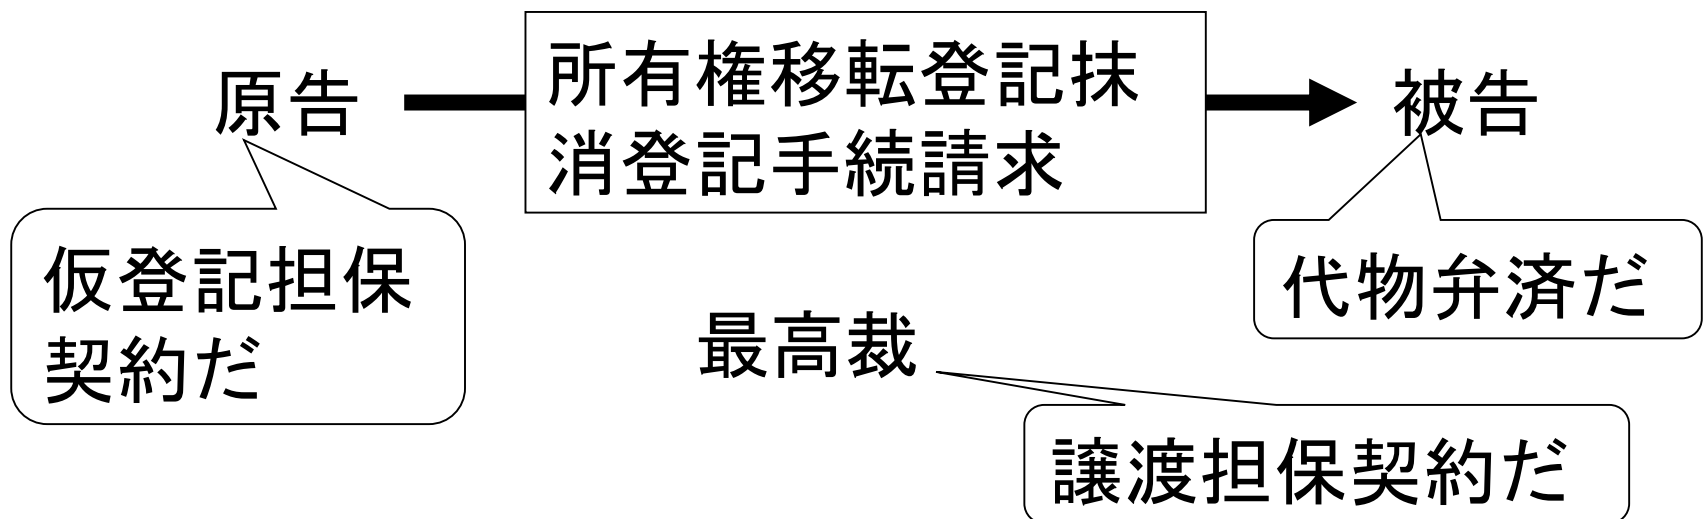 原告
所有権移転登記抹
消登記手続請求
被告
仮登記担保
契約だ
代物弁済だ
最高裁
譲渡担保契約だ